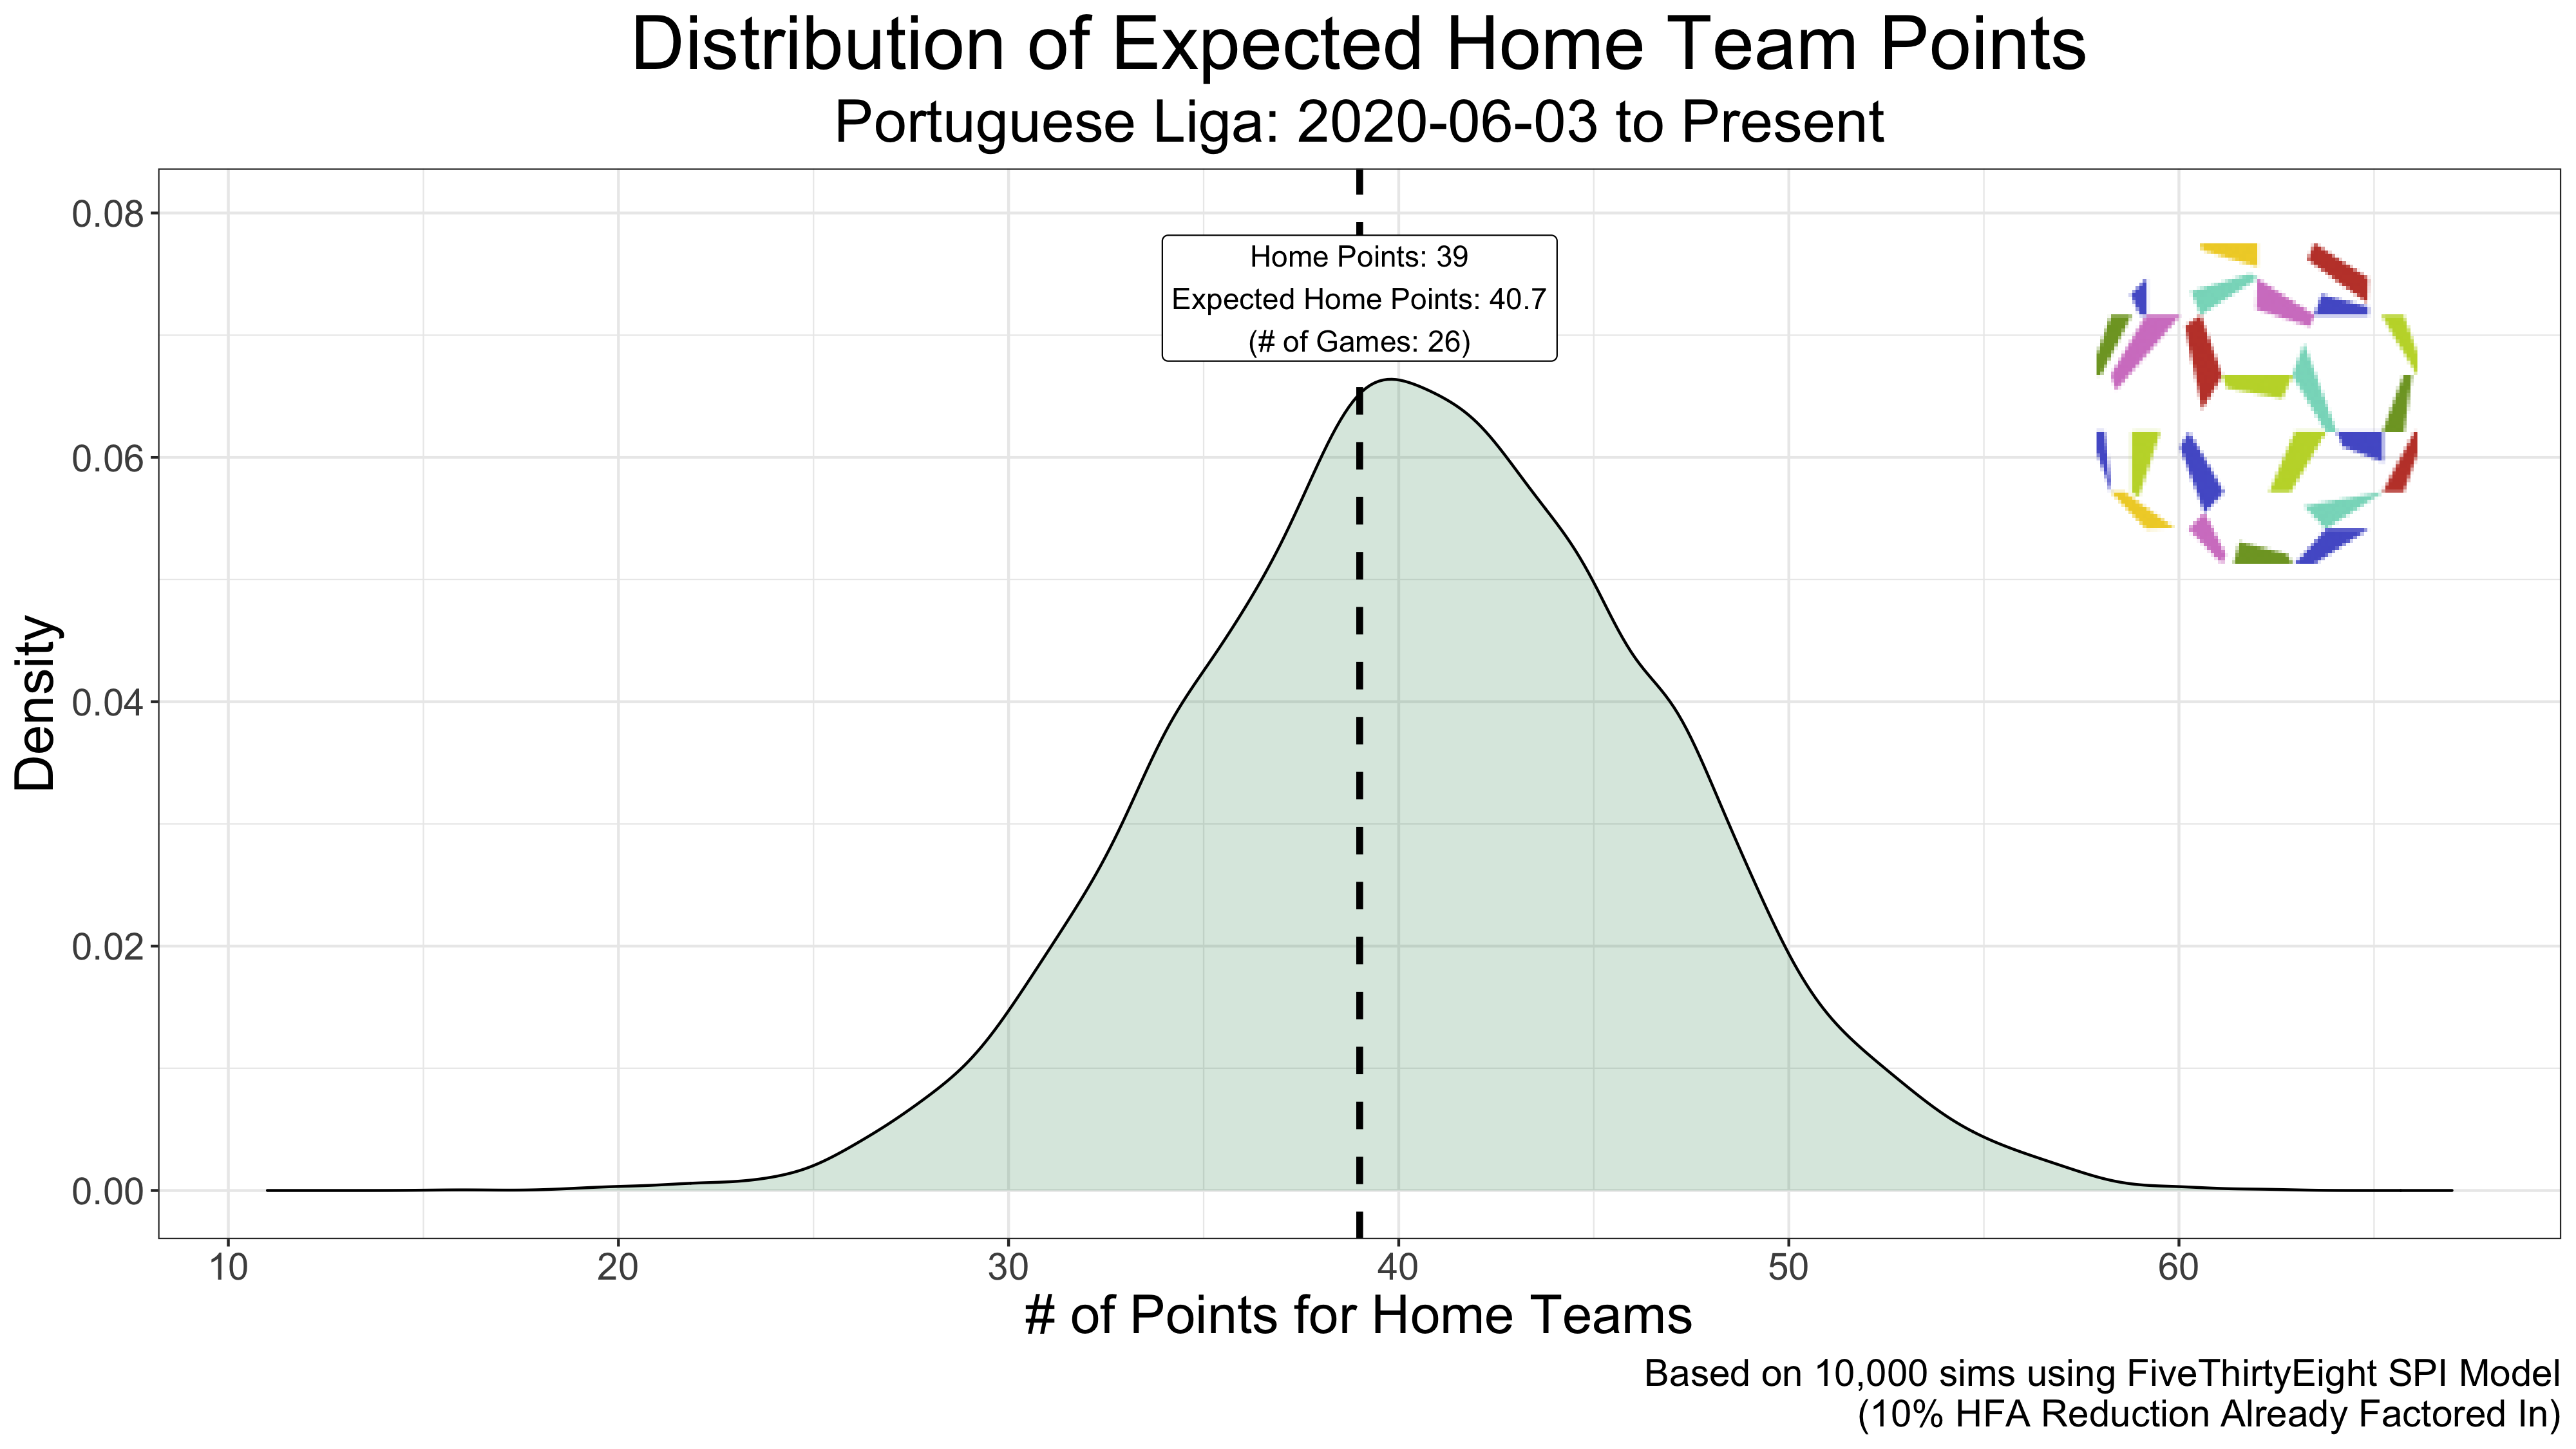 Distribution of Expected Home Team Points
Portuguese Liga: 2020-06-03 to Present
Home Points: 39
Expected Home Points: 40.7
(# of Games: 26)
Density
0.08
0.06
0.04
0.02
0.00
10 20 30 40 50 60
# of Points for Home Teams
Based on 10,000 sims using FiveThirtyEight SPI Model
(10% HFA Reduction Already Factored In)